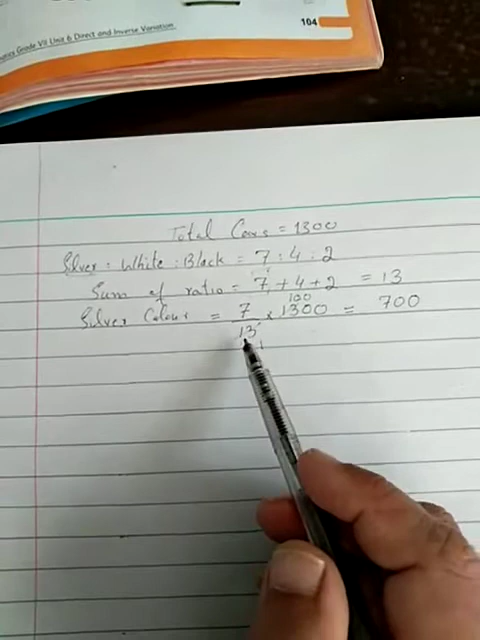 104
Grade VII Unit 6 Direct and Inverse Variation
Total Cars = 1300
Silver : White : Black = 7 : 4 : 2
Sum of ratio = 7 + 4 + 2 = 13
100
Silver Colour = 7/13 × 1300 = 700
1